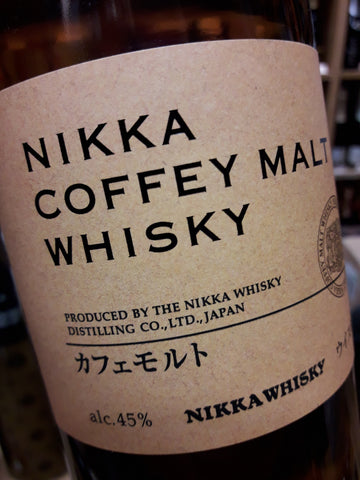 NIKKA
COFFEY MALT
WHISKY
PRODUCED BY THE NIKKA WHISKY
DISTILLING CO.,LTD.,JAPAN
カフェモルト
alc.45%
NIKKA WHISKY